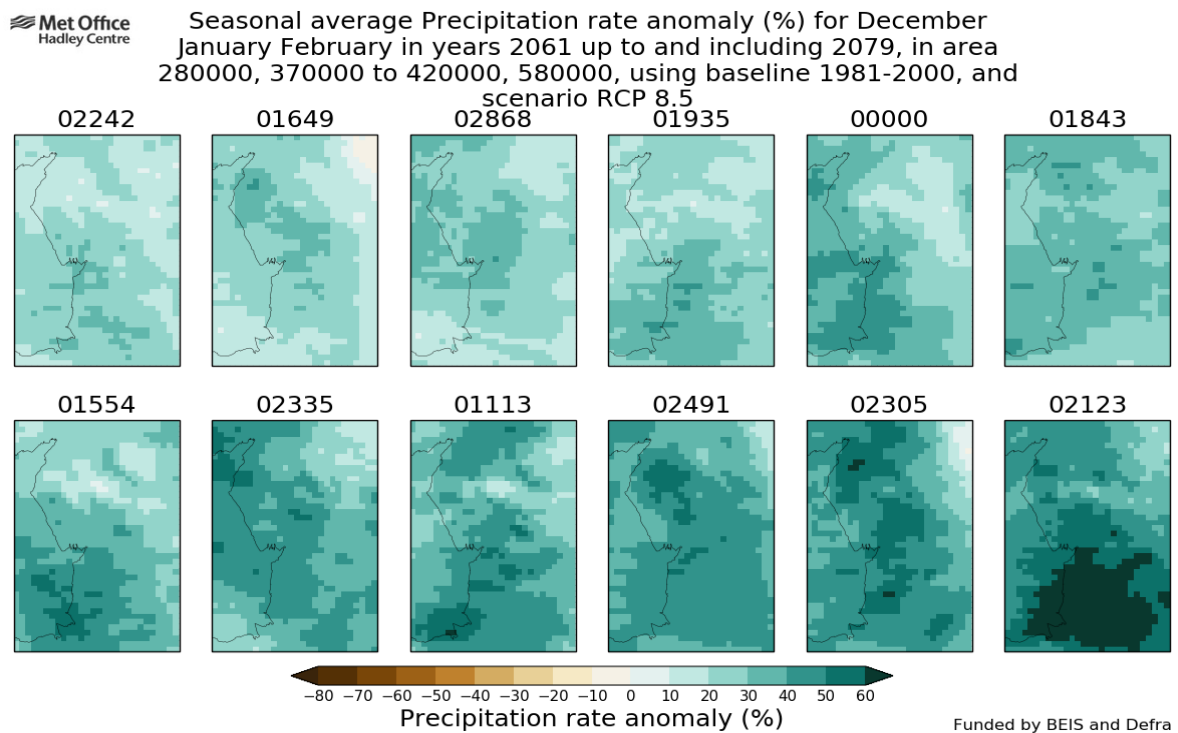 Met Office
Hadley Centre
Seasonal average Precipitation rate anomaly (%) for December
January February in years 2061 up to and including 2079, in area
280000, 370000 to 420000, 580000, using baseline 1981-2000, and
scenario RCP 8.5
02242 01649 02868 01935 00000 01843
01554 02335 01113 02491 02305 02123
−80 −70 −60 −50 −40 −30 −20 −10 0 10 20 30 40 50 60
Precipitation rate anomaly (%)
Funded by BEIS and Defra